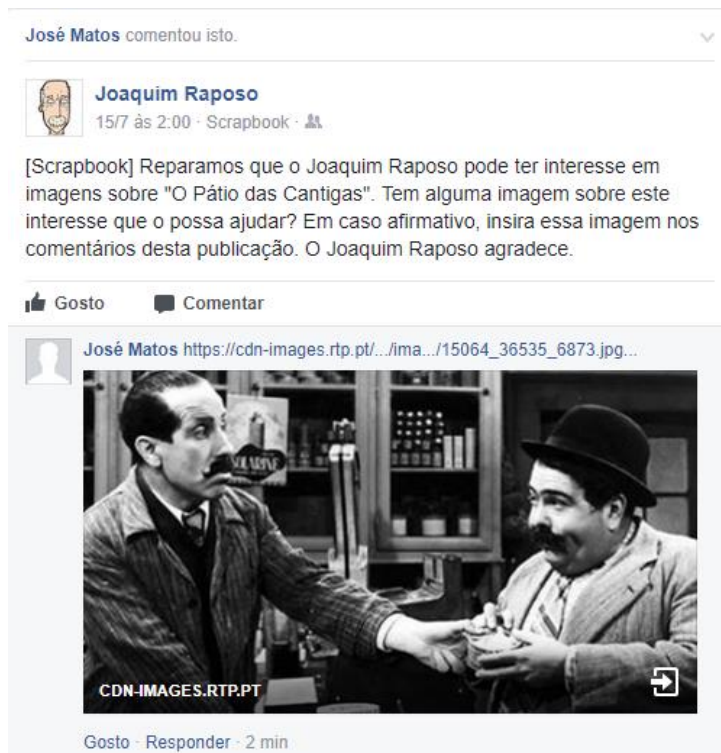 José Matos comentou isto.
Joaquim Raposo
15/7 às 2:00 · Scrapbook ·
[Scrapbook] Reparamos que o Joaquim Raposo pode ter interesse em
imagens sobre "O Pátio das Cantigas". Tem alguma imagem sobre este
interesse que o possa ajudar? Em caso afirmativo, insira essa imagem nos
comentários desta publicação. O Joaquim Raposo agradece.
Gosto Comentar
José Matos https://cdn-images.rtp.pt/.../ima.../15064_36535_6873.jpg...
SOLARINE
CDN-IMAGES.RTP.PT
Gosto · Responder · 2 min